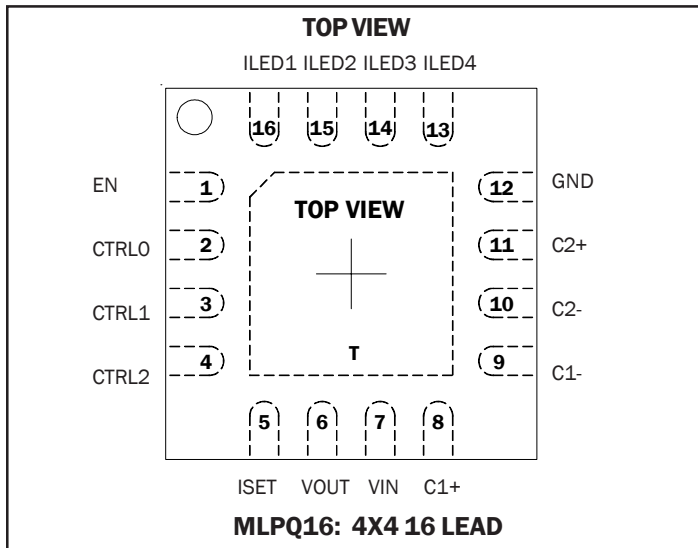 TOP VIEW
ILED1 ILED2 ILED3 ILED4
16 15 14 13
EN 1 12 GND
TOP VIEW
CTRL0 2 11 C2+
CTRL1 3 10 C2-
T
CTRL2 4 9 C1-
5 6 7 8
ISET VOUT VIN C1+
MLPQ16: 4X4 16 LEAD